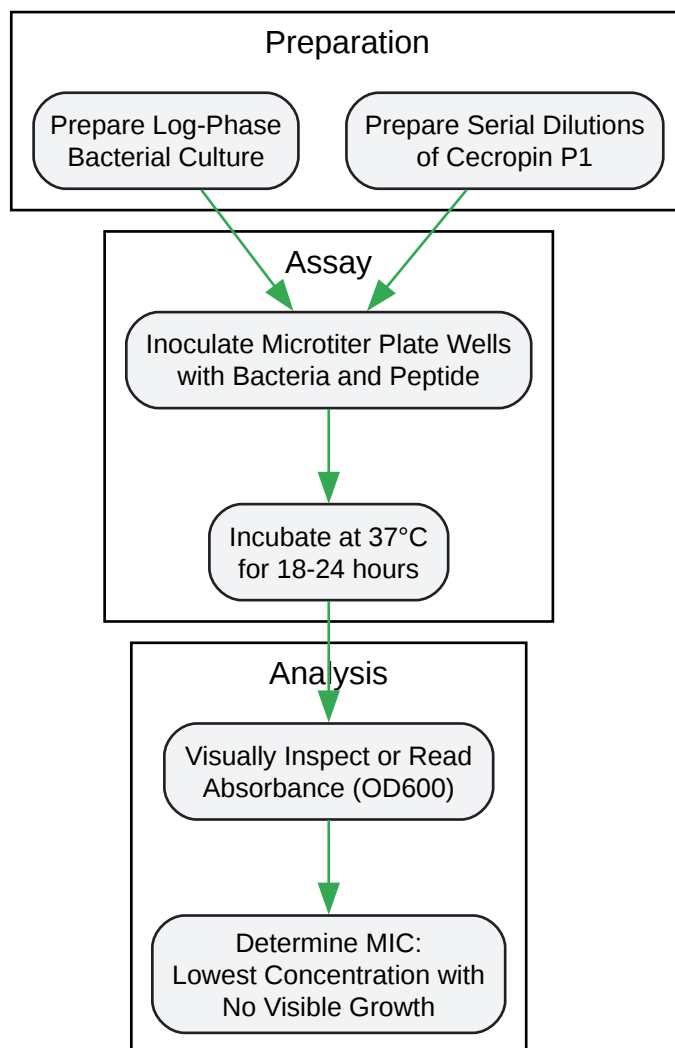 Preparation
Prepare Log-Phase
Bacterial Culture
Prepare Serial Dilutions
of Cecropin P1
Assay
Inoculate Microtiter Plate Wells
with Bacteria and Peptide
Incubate at 37°C
for 18-24 hours
Analysis
Visually Inspect or Read
Absorbance (OD600)
Determine MIC:
Lowest Concentration with
No Visible Growth